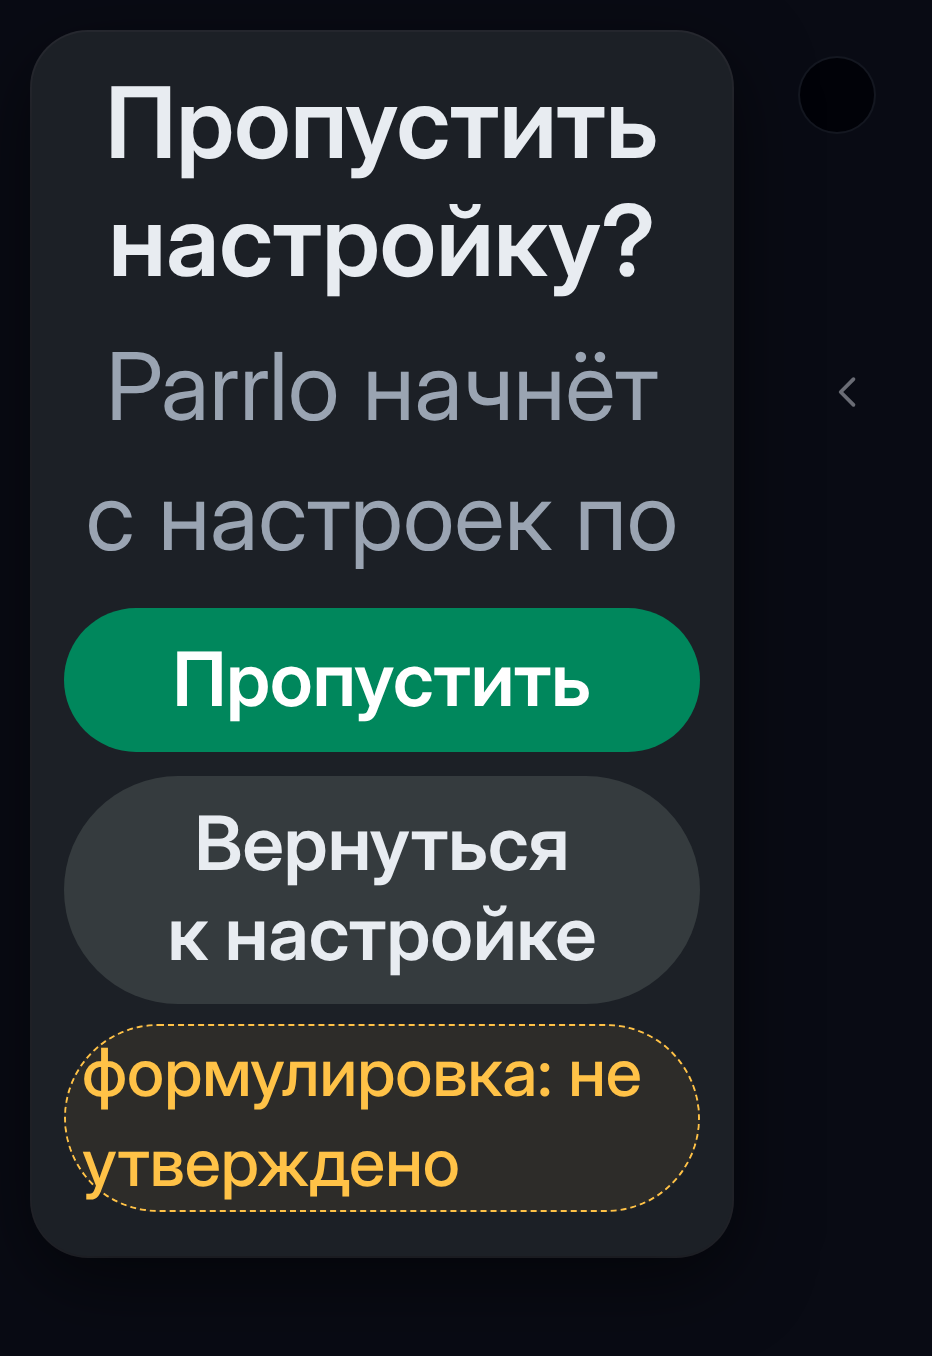 Пропустить
настройку?
Parrlo начнёт
с настроек по
Пропустить
Вернуться
к настройке
формулировка: не
утверждено